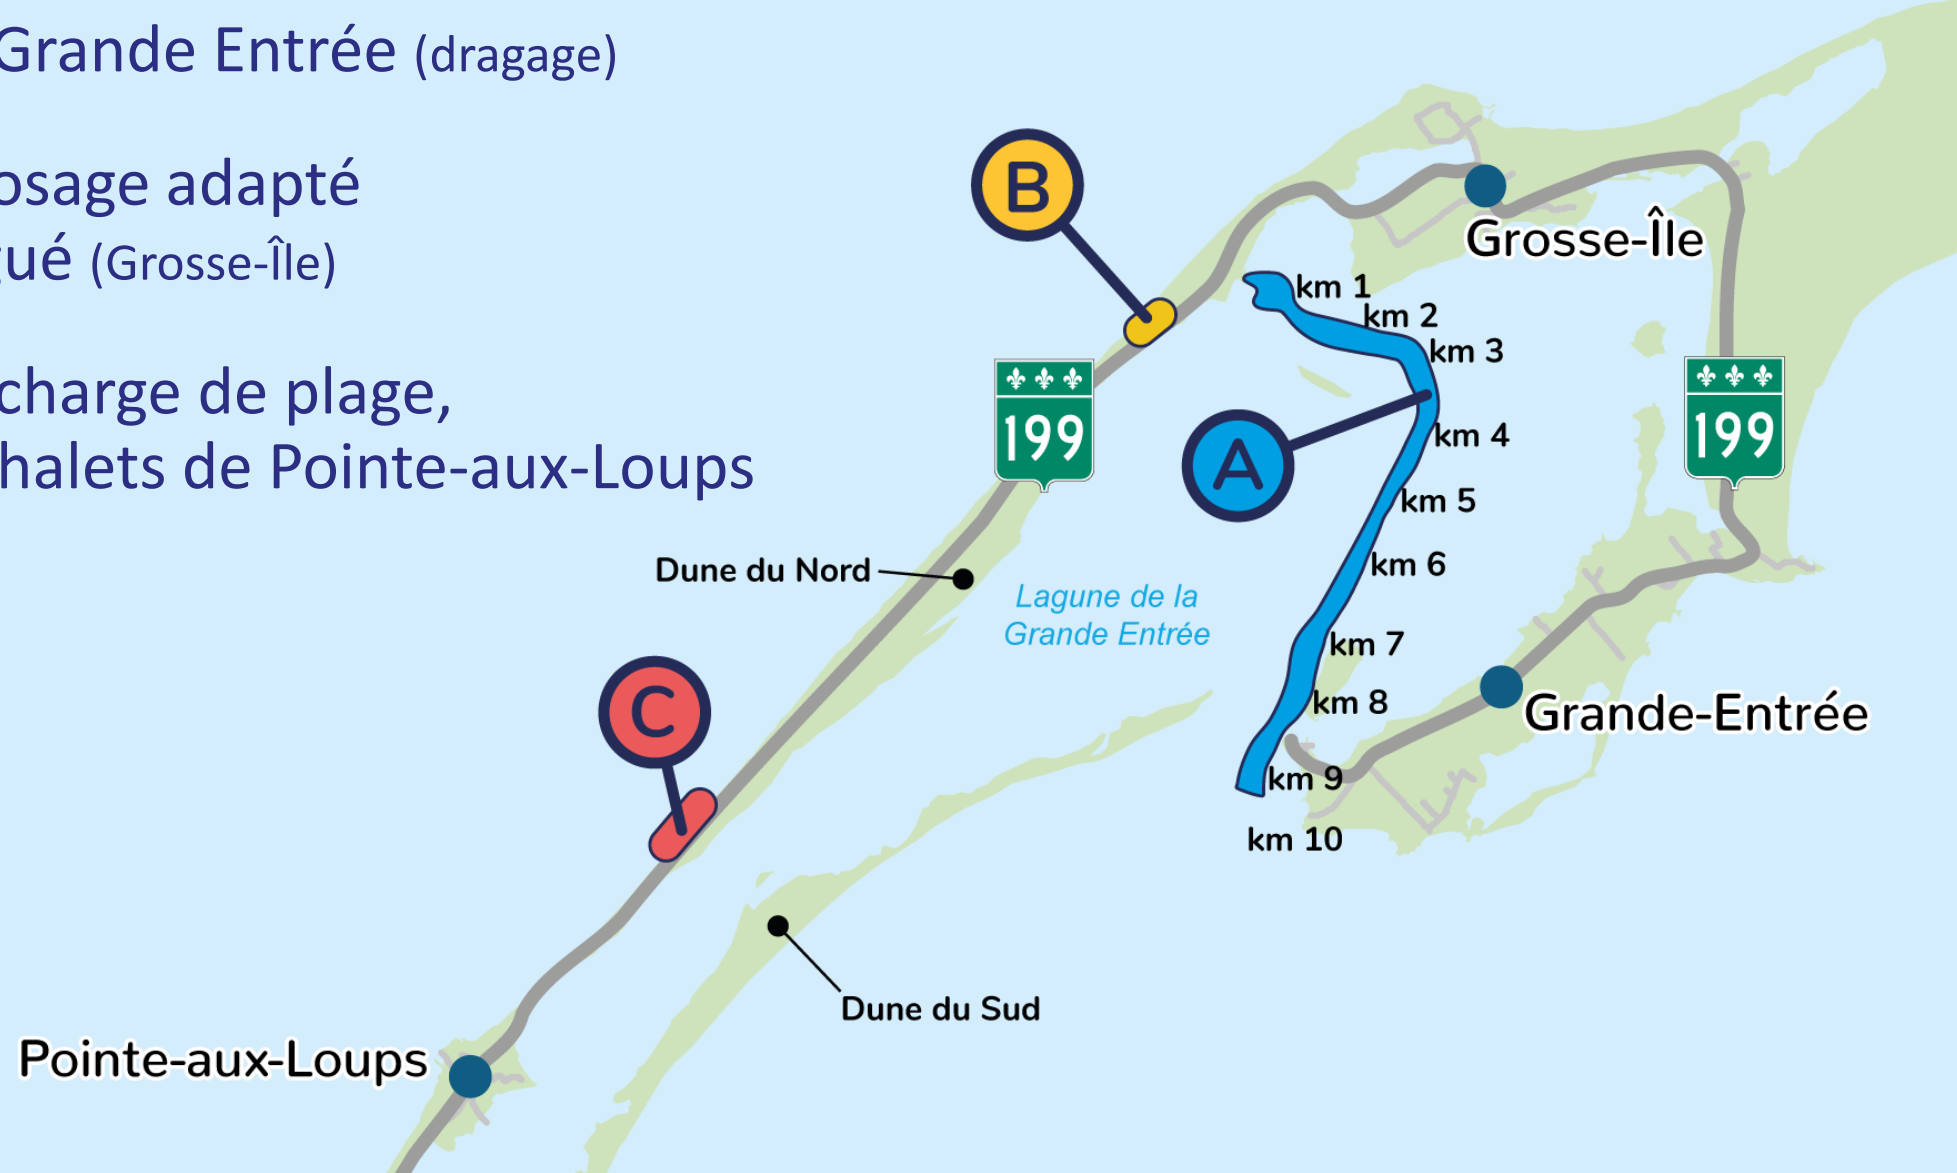 Grande Entrée (dragage)
osage adapté
gué (Grosse-Île)
charge de plage,
halets de Pointe-aux-Loups
B
Grosse-Île
km 1
km 2
km 3
199
199
A
km 4
km 5
Dune du Nord
km 6
Lagune de la
Grande Entrée
km 7
C
km 8
Grande-Entrée
km 9
km 10
Dune du Sud
Pointe-aux-Loups